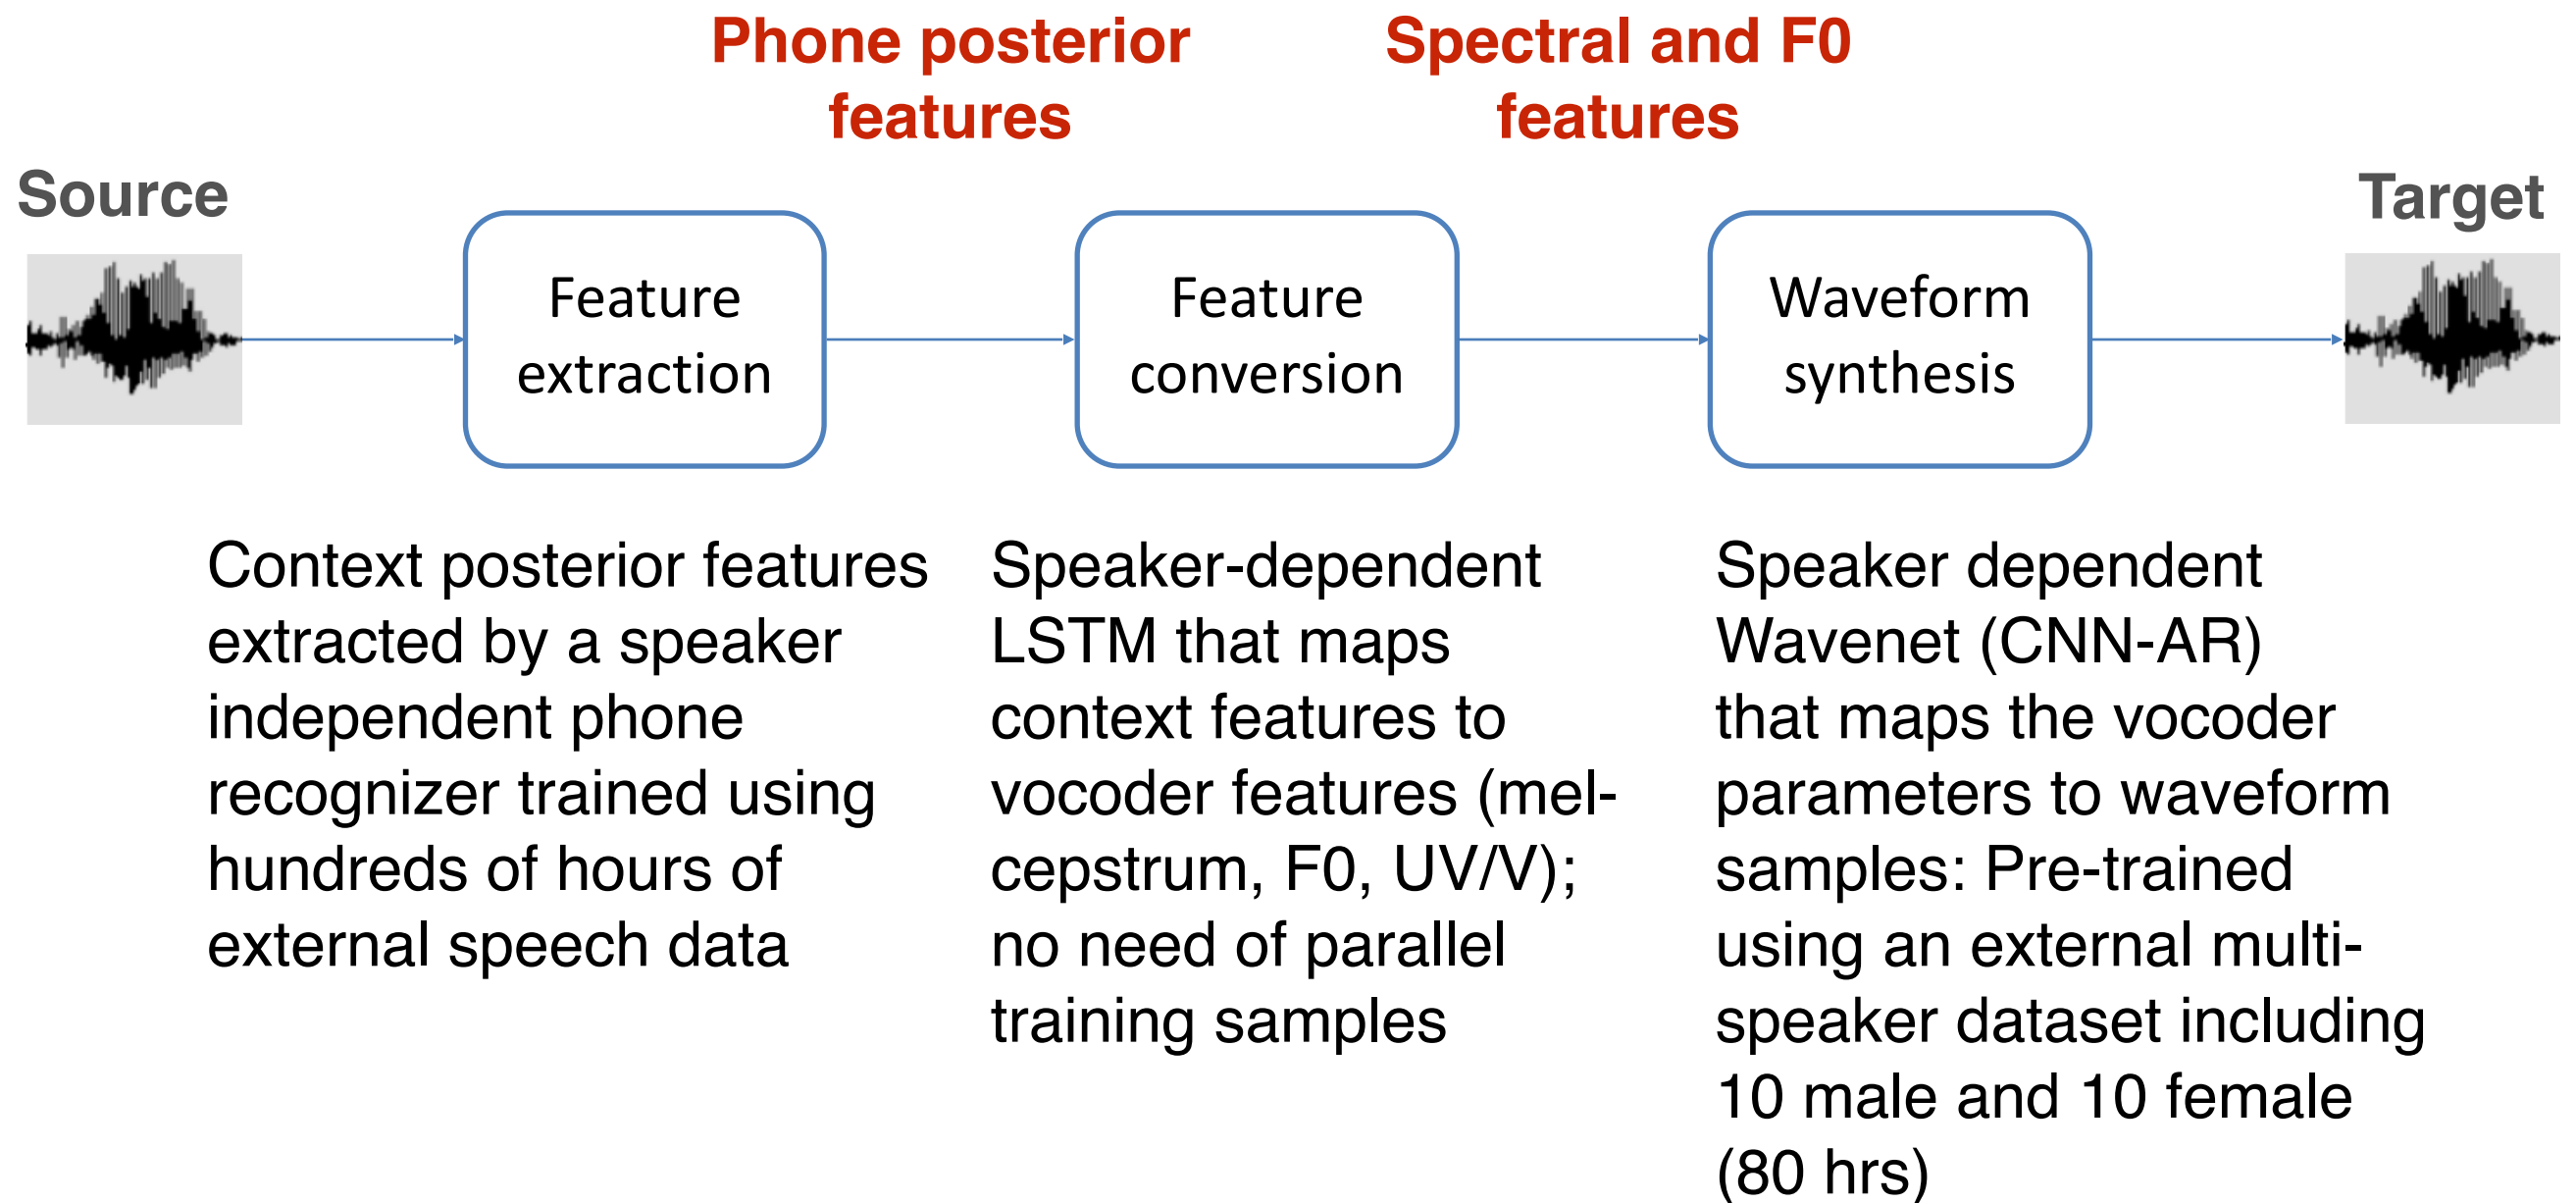 Phone posterior
features
Spectral and F0
features
Source
Target
Feature
extraction
Feature
conversion
Waveform
synthesis
Context posterior features
extracted by a speaker
independent phone
recognizer trained using
hundreds of hours of
external speech data
Speaker-dependent
LSTM that maps
context features to
vocoder features (mel-
cepstrum, F0, UV/V);
no need of parallel
training samples
Speaker dependent
Wavenet (CNN-AR)
that maps the vocoder
parameters to waveform
samples: Pre-trained
using an external multi-
speaker dataset including
10 male and 10 female
(80 hrs)